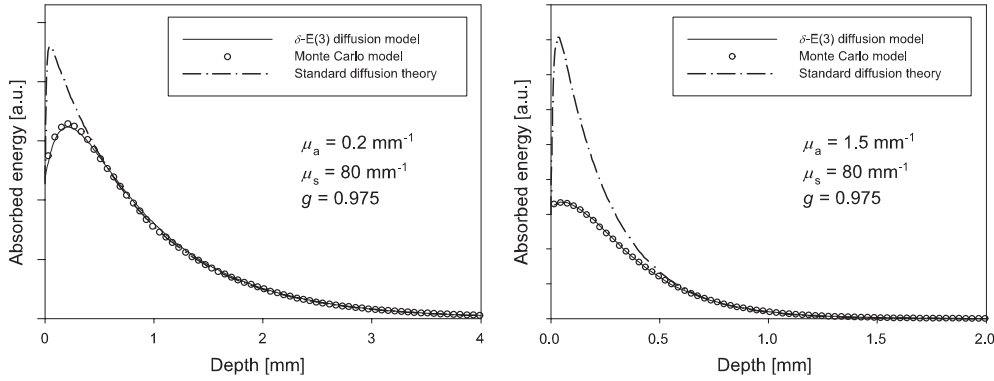 δ-E(3) diffusion model
Monte Carlo model
Standard diffusion theory
Absorbed energy [a.u.]
μa = 0.2 mm-1
μs = 80 mm-1
g = 0.975
0 1 2 3 4
Depth [mm]
δ-E(3) diffusion model
Monte Carlo model
Standard diffusion theory
Absorbed energy [a.u.]
μa = 1.5 mm-1
μs = 80 mm-1
g = 0.975
0.0 0.5 1.0 1.5 2.0
Depth [mm]